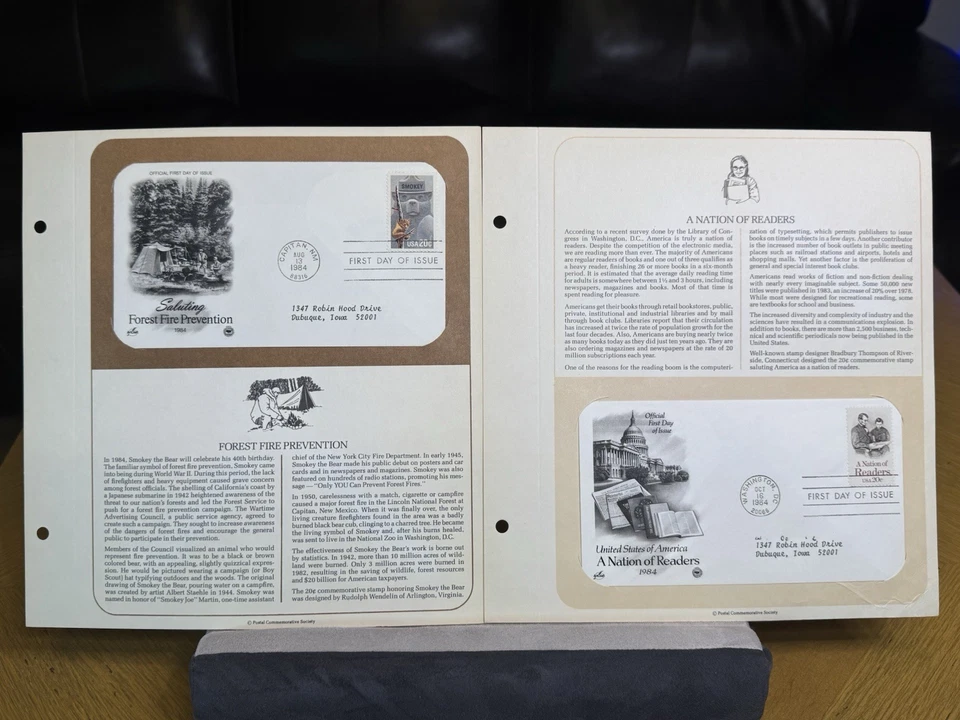 OFFICIAL FIRST DAY OF ISSUE
SMOKEY
USA 20c
CAPITAN, NM
AUG
13
1984
88316
FIRST DAY OF ISSUE
1347 Robin Hood Drive
Dubuque, Iowa 52001
Saluting
Forest Fire Prevention
1984
FOREST FIRE PREVENTION
In 1984, Smokey the Bear will celebrate his 40th birthday.
The familiar symbol of forest fire prevention, Smokey came
into being during World War II. During this period, the lack
of firefighters and heavy equipment caused grave concern
among forest officials. The shelling of California's coast by
a Japanese submarine in 1942 heightened awareness of the
threat to our nation's forests and led the Forest Service to
push for a forest fire prevention campaign. The Wartime
Advertising Council, a public service agency, agreed to
create such a campaign. They sought to increase awareness
of the dangers of forest fires and encourage the general
public to participate in their prevention.
Members of the Council visualized an animal who would
represent fire prevention. It was to be a black or brown
colored bear, with an appealing, slightly quizzical expres-
sion. He would be pictured wearing a campaign (or Boy
Scout) hat typifying outdoors and the woods. The original
drawing of Smokey the Bear, pouring water on a campfire,
was created by artist Albert Staehle in 1944. Smokey was
named in honor of "Smokey Joe" Martin, one-time assistant
chief of the New York City Fire Department. In early 1945,
Smokey the Bear made his public debut on posters and car
cards and in newspapers and magazines. Smokey was also
featured on hundreds of radio stations, promoting his mes-
sage — "Only YOU Can Prevent Forest Fires."
In 1950, carelessness with a match, cigarette or campfire
caused a major forest fire in the Lincoln National Forest at
Capitan, New Mexico. When it was finally over, the only
living creature firefighters found in the area was a badly
burned black bear cub, clinging to a charred tree. He became
the living symbol of Smokey and, after his burns healed,
was sent to live in the National Zoo in Washington, D.C.
The effectiveness of Smokey the Bear's work is borne out
by statistics. In 1942, more than 10 million acres of wild-
land were burned. Only 3 million acres were burned in
1982, resulting in the saving of wildlife, forest resources
and $20 billion for American taxpayers.
The 20¢ commemorative stamp honoring Smokey the Bear
was designed by Rudolph Wendelin of Arlington, Virginia.
© Postal Commemorative Society
A NATION OF READERS
According to a recent survey done by the Library of Con-
gress in Washington, D.C., America is truly a nation of
readers. Despite the competition of the electronic media,
we are reading more than ever. The majority of Americans
are regular readers of books and one out of three qualifies as
a heavy reader, finishing 26 or more books in a six-month
period. It is estimated that the average daily reading time
for adults is somewhere between 1½ and 3 hours, including
newspapers, magazines and books. Most of that time is
spent reading for pleasure.
Americans get their books through retail bookstores, public,
private, institutional and industrial libraries and by mail
through book clubs. Libraries report that their circulation
has increased at twice the rate of population growth for the
last four decades. Also, Americans are buying nearly twice
as many books today as they did just ten years ago. They are
also ordering magazines and newspapers at the rate of 20
million subscriptions each year.
One of the reasons for the reading boom is the computeri-
zation of typesetting, which permits publishers to issue
books on timely subjects in a few days. Another contributor
is the increased number of book outlets in public meeting
places such as railroad stations and airports, hotels and
shopping malls. Yet another factor is the proliferation of
general and special interest book clubs.
Americans read works of fiction and non-fiction dealing
with nearly every imaginable subject. Some 50,000 new
titles were published in 1983, an increase of 20% over 1978.
While most were designed for recreational reading, some
are textbooks for school and business.
The increased diversity and complexity of industry and the
sciences have resulted in a communications explosion. In
addition to books, there are more than 2,500 business, tech-
nical and scientific periodicals now being published in the
United States.
Well-known stamp designer Bradbury Thompson of River-
side, Connecticut designed the 20¢ commemorative stamp
saluting America as a nation of readers.
Official
First Day
of Issue
A Nation of
Readers
USA 20c
WASHINGTON, DC
OCT
16
1984
20066
FIRST DAY OF ISSUE
1347 Robin Hood Drive
Dubuque, Iowa 52001
United States of America
A Nation of Readers
1984
© Postal Commemorative Society